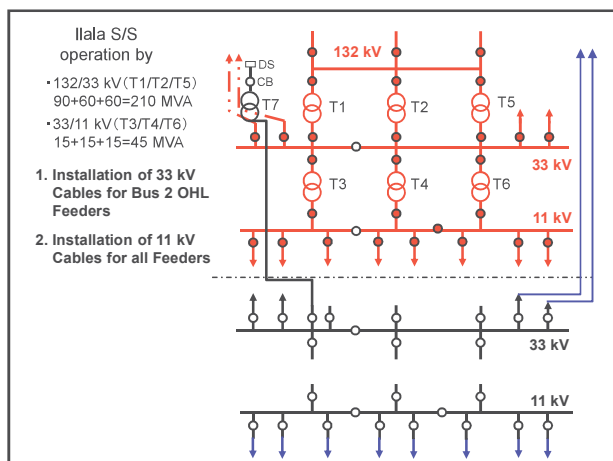 Ilala S/S
operation by
・132/33 kV(T1/T2/T5)
90+60+60=210 MVA
・33/11 kV(T3/T4/T6)
15+15+15=45 MVA
1. Installation of 33 kV
Cables for Bus 2 OHL
Feeders
2. Installation of 11 kV
Cables for all Feeders
DS
CB
T7
132 kV
T1
T2
T5
33 kV
T3
T4
T6
11 kV
33 kV
11 kV